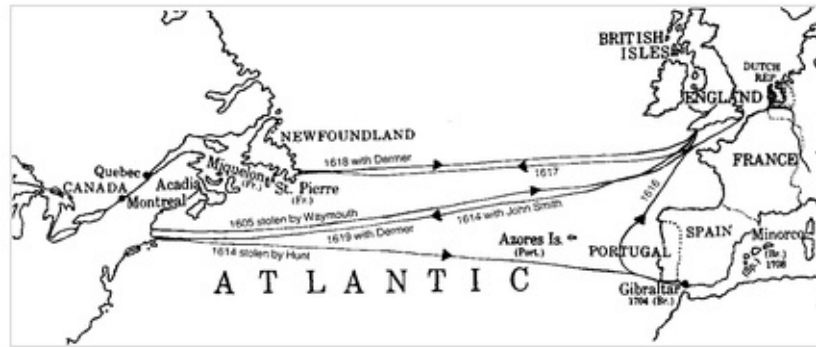 BRITISH
ISLES
DUTCH
REP.
ENGLAND
NEWFOUNDLAND
1618 with Dermer
1617
FRANCE
Quebec
Miquelon
(Fr.)
CANADA
Acadia
St. Pierre
(Fr.)
Montreal
1616
1605 stolen by Waymouth
1614 with John Smith
1619 with Dermer
SPAIN
Minorca
(Br.)
1708
Azores Is.
(Port.)
PORTUGAL
1614 stolen by Hunt
ATLANTIC
Gibraltar
1704 (Br.)